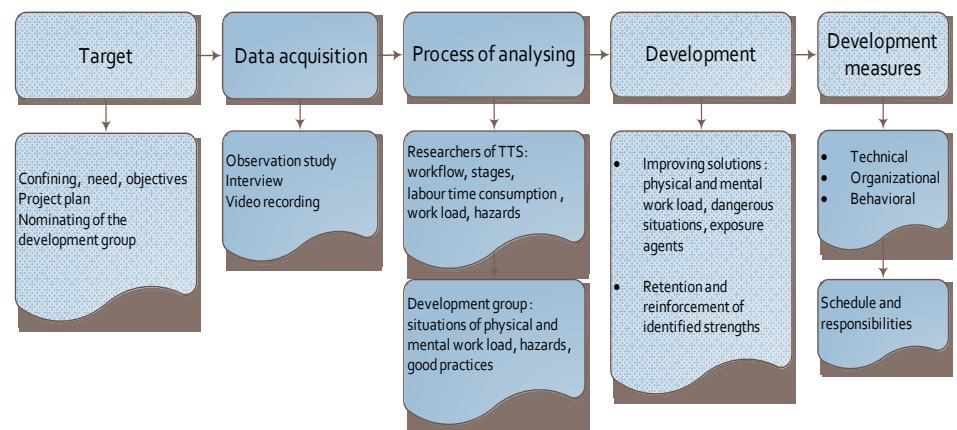 Target
Data acquisition
Process of analysing
Development
Development
measures
Confining, need, objectives
Project plan
Nominating of the
development group
Observation study
Interview
Video recording
Researchers of TTS:
workflow, stages,
labour time consumption ,
work load, hazards
Development group :
situations of physical and
mental work load, hazards,
good practices
• Improving solutions :
physical and mental
work load, dangerous
situations, exposure
agents
• Retention and
reinforcement of
identified strengths
• Technical
• Organizational
• Behavioral
Schedule and
responsibilities